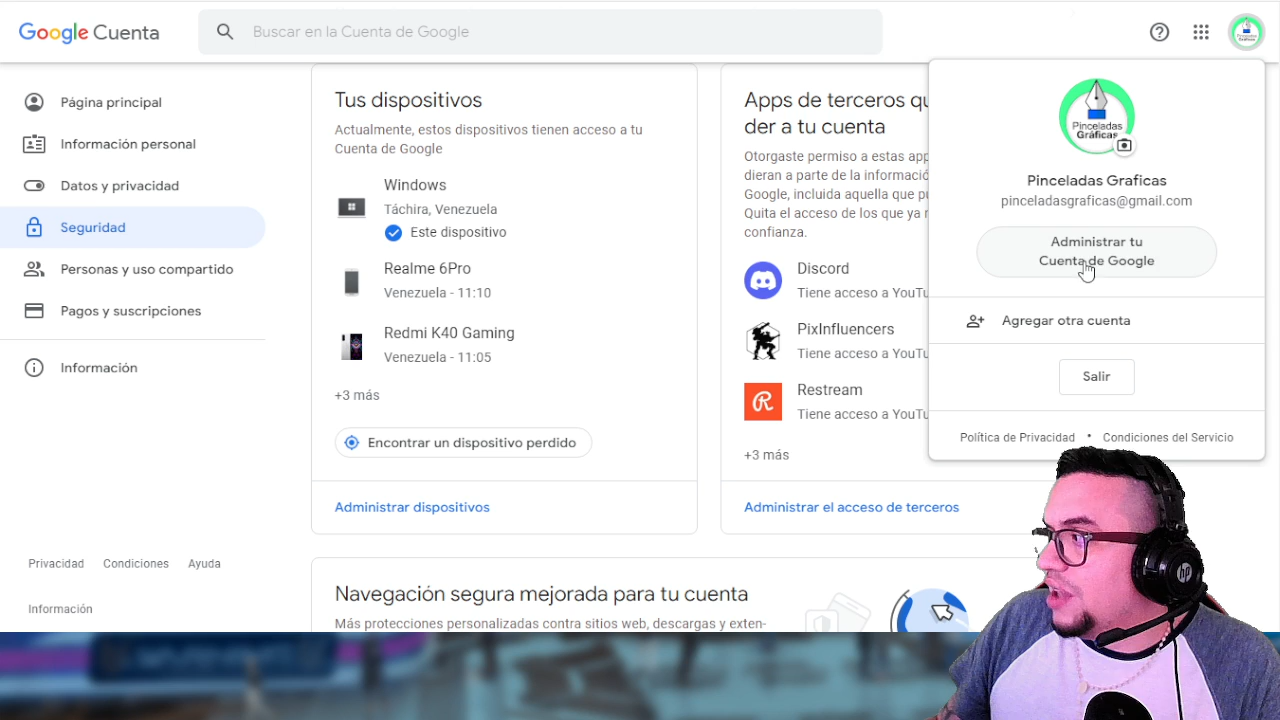 Google Cuenta
Buscar en la Cuenta de Google
Página principal
Información personal
Datos y privacidad
Seguridad
Personas y uso compartido
Pagos y suscripciones
Información
Privacidad Condiciones Ayuda
Información
Tus dispositivos
Actualmente, estos dispositivos tienen acceso a tu
Cuenta de Google
Windows
Táchira, Venezuela
Este dispositivo
Realme 6Pro
Venezuela - 11:10
Redmi K40 Gaming
Venezuela - 11:05
+3 más
Encontrar un dispositivo perdido
Administrar dispositivos
Apps de terceros qu
der a tu cuenta
Otorgaste permiso a estas app
dieran a parte de la informació
Google, incluida aquella que pu
Quita el acceso de los que ya n
confianza.
Discord
Tiene acceso a YouTu
PixInfluencers
Tiene acceso a YouTu
Restream
Tiene acceso a YouTu
+3 más
Administrar el acceso de terceros
Navegación segura mejorada para tu cuenta
Más protecciones personalizadas contra sitios web, descargas y exten-
Pinceladas
Gráficas
Pinceladas Graficas
pinceladasgraficas@gmail.com
Administrar tu
Cuenta de Google
Agregar otra cuenta
Salir
Política de Privacidad • Condiciones del Servicio
hp